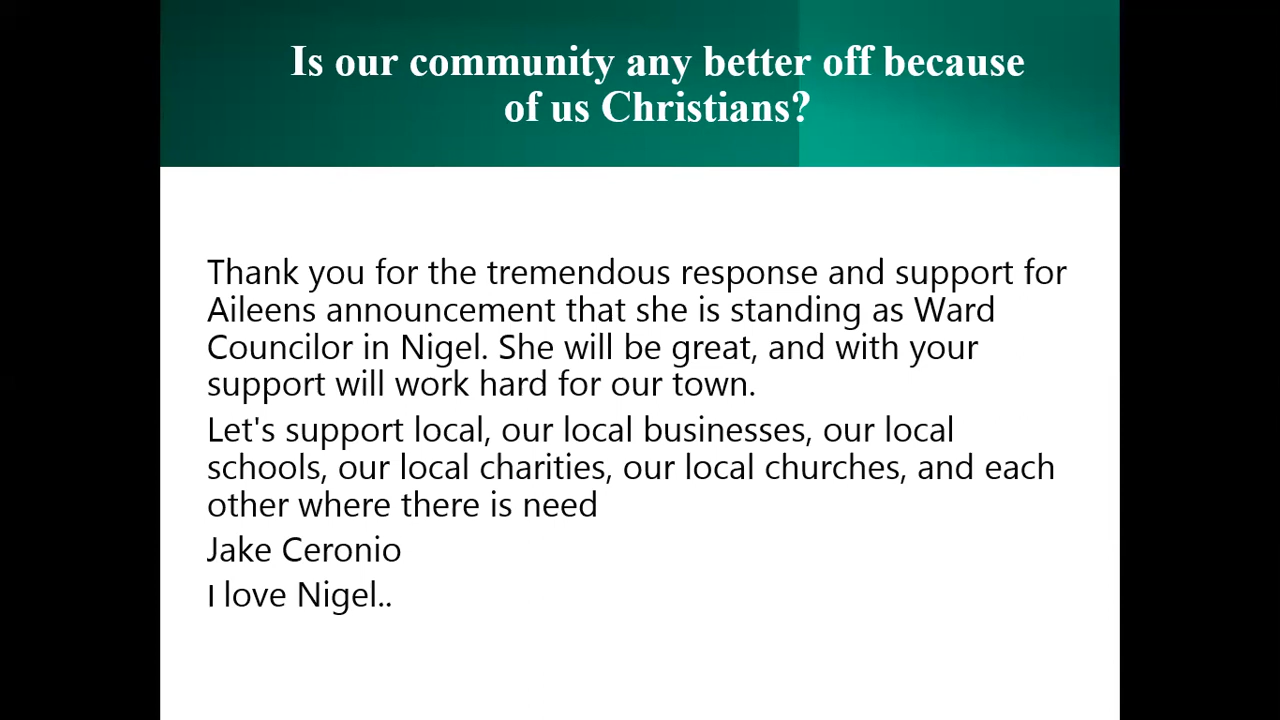 Is our community any better off because
of us Christians?
Thank you for the tremendous response and support for
Aileens announcement that she is standing as Ward
Councilor in Nigel. She will be great, and with your
support will work hard for our town.
Let's support local, our local businesses, our local
schools, our local charities, our local churches, and each
other where there is need
Jake Ceronio
I love Nigel..